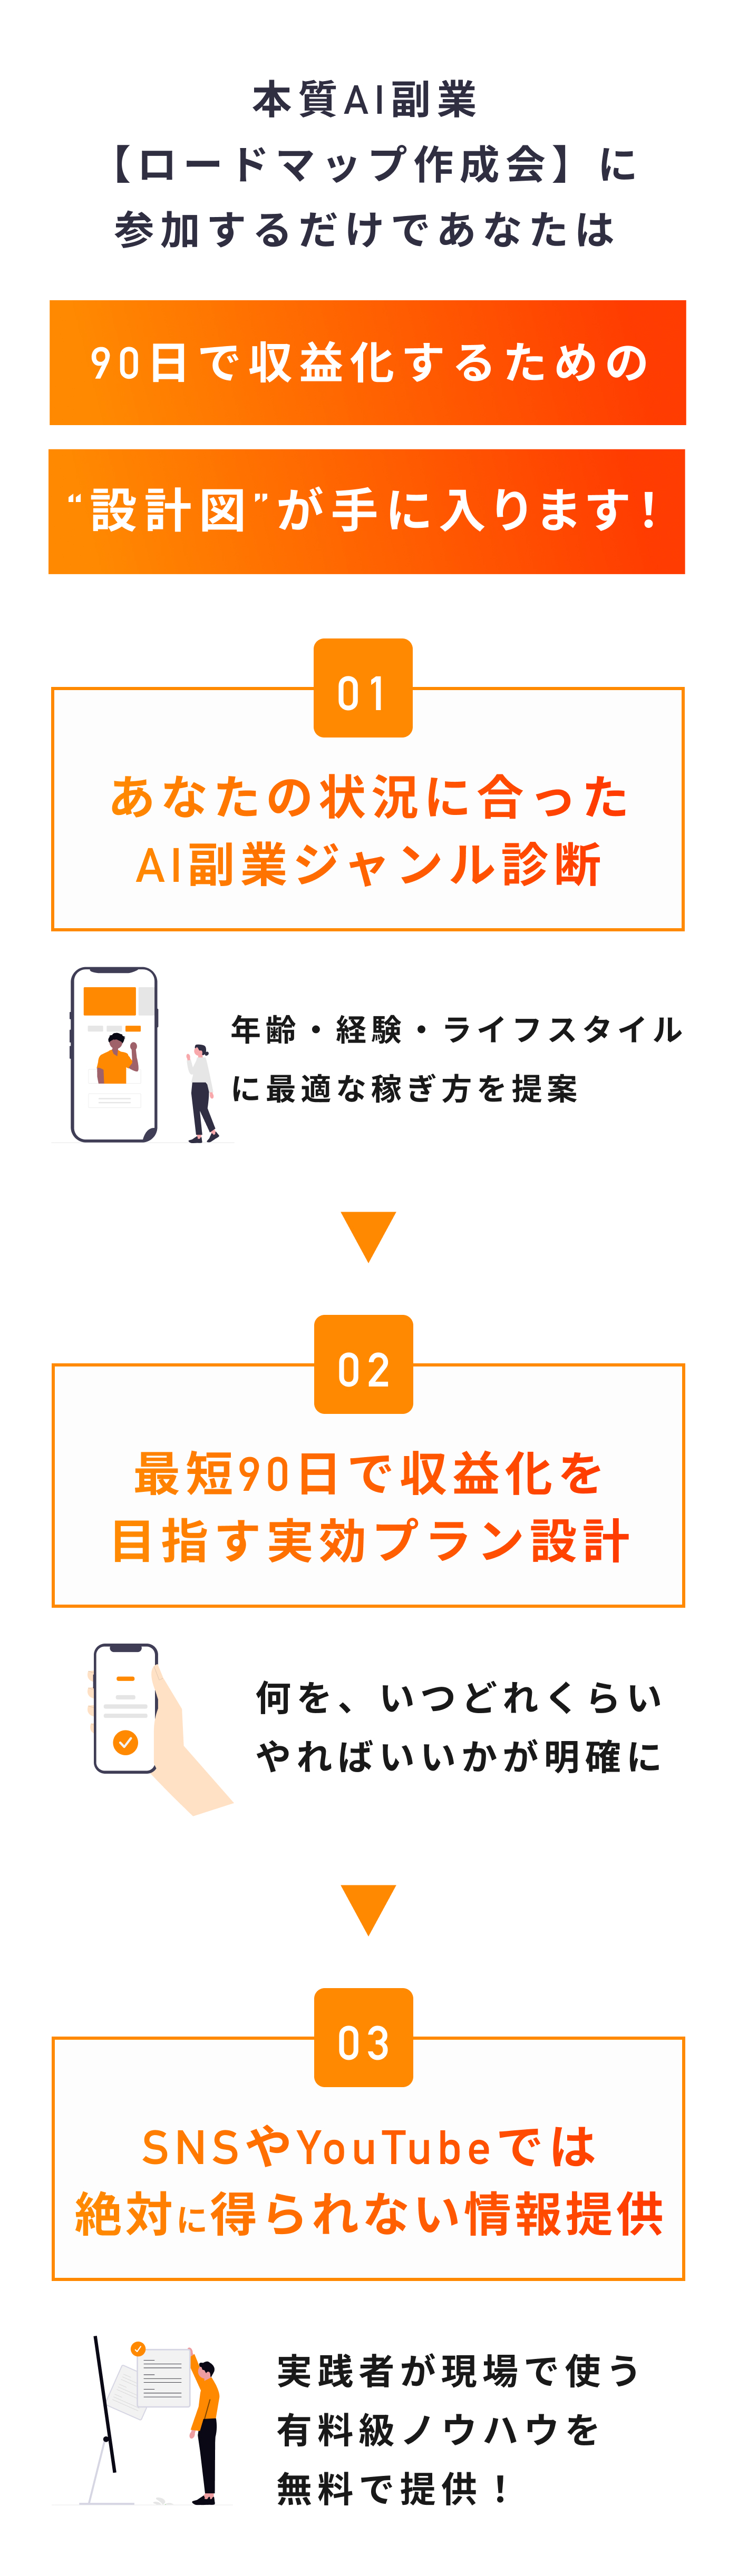 本質AI副業
【ロードマップ作成会】に
参加するだけであなたは
90日で収益化するための
“設計図”が手に入ります!
01
あなたの状況に合った
AI副業ジャンル診断
年齢・経験・ライフスタイル
に最適な稼ぎ方を提案
02
最短90日で収益化を
目指す実効プラン設計
何を、いつどれくらい
やればいいかが明確に
03
SNSやYouTubeでは
絶対に得られない情報提供
実践者が現場で使う
有料級ノウハウを
無料で提供！